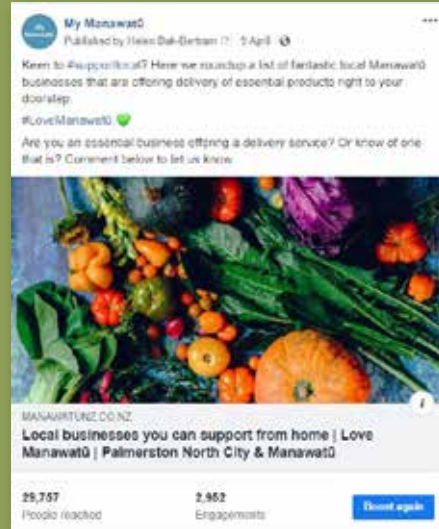 My Manawatū
Published by Helen · 9 April
Keen to #supportlocal? Here we roundup a list of fantastic local Manawatū
businesses that are offering delivery of essential products right to your
doorstep.
#LoveManawatū 💚
Are you an essential business offering a delivery service? Or know of one
that is? Comment below to let us know
MANAWATUNZ.CO.NZ
Local businesses you can support from home | Love
Manawatū | Palmerston North City & Manawatū
29,757
People reached
2,952
Engagements
Boost again